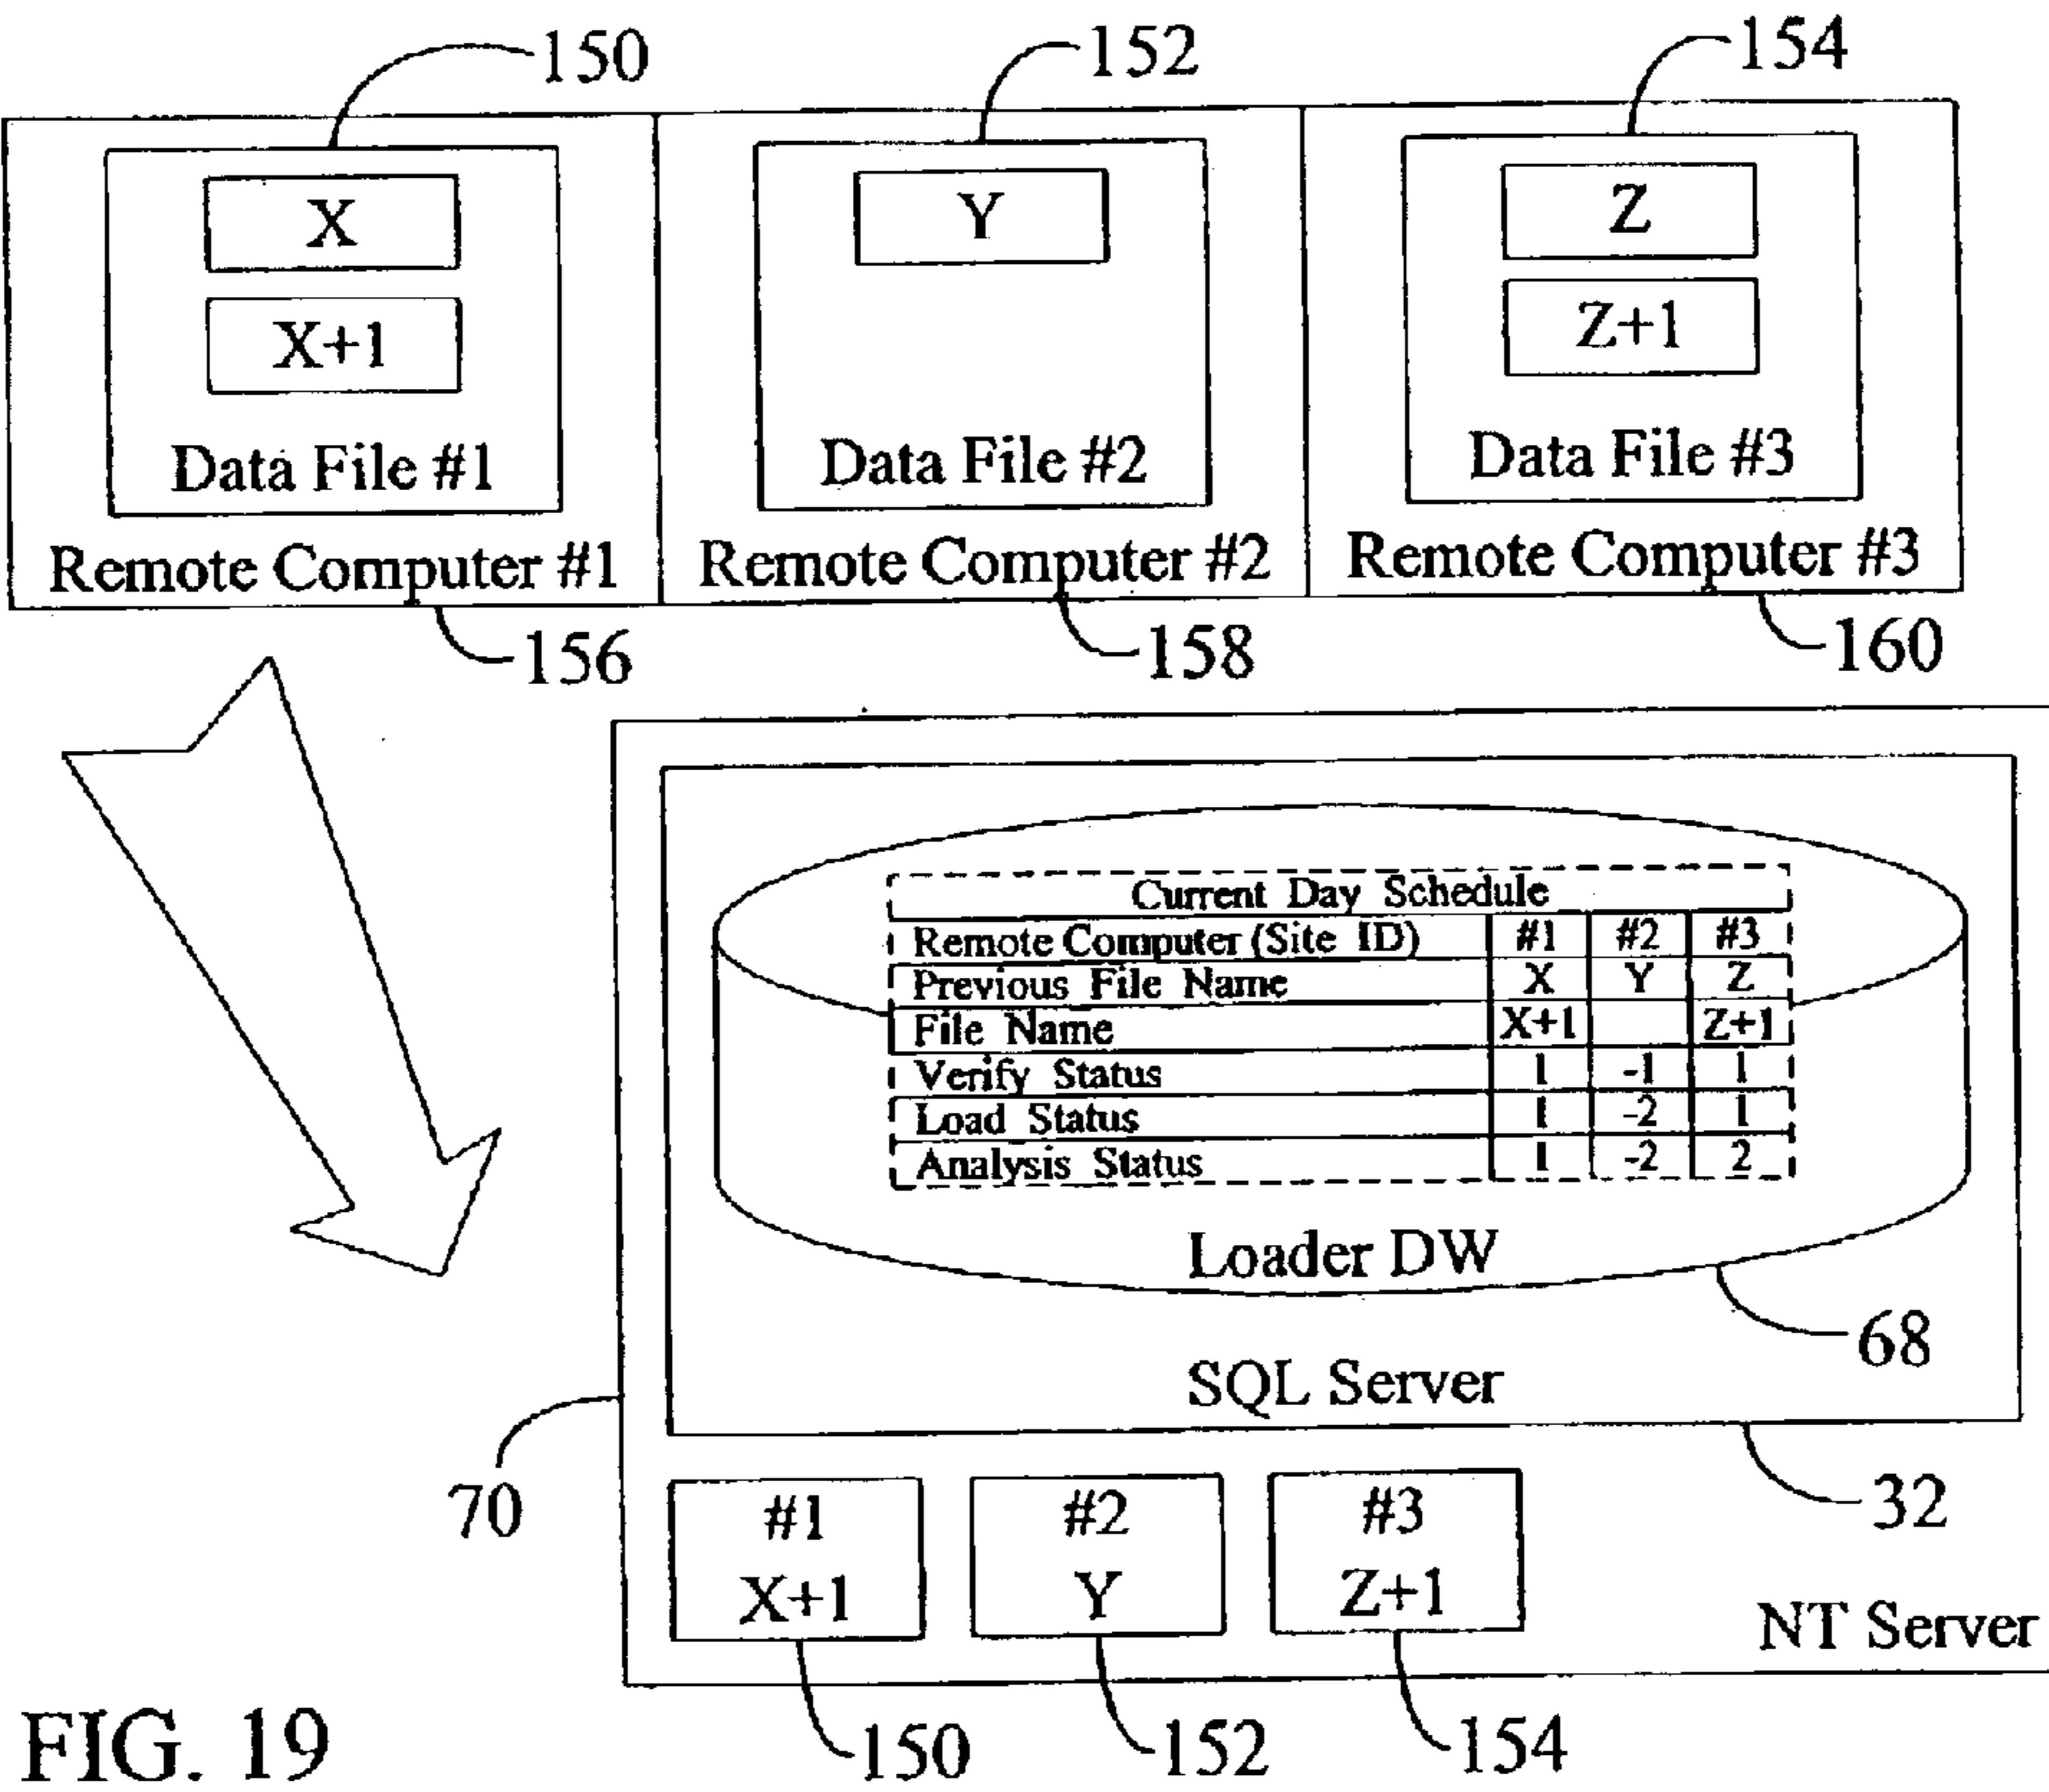 150 152 154
X Y Z
X+1 Z+1
Data File #1 Data File #2 Data File #3
Remote Computer #1 Remote Computer #2 Remote Computer #3
156 158 160
Current Day Schedule
Remote Computer (Site ID) #1 #2 #3
Previous File Name X Y Z
File Name X+1 Z+1
Verify Status 1 -1 1
Load Status 1 -2 1
Analysis Status 1 -2 2
Loader DW
68
SQL Server
70 32
#1 #2 #3
X+1 Y Z+1
NT Server
150 152 154
FIG. 19